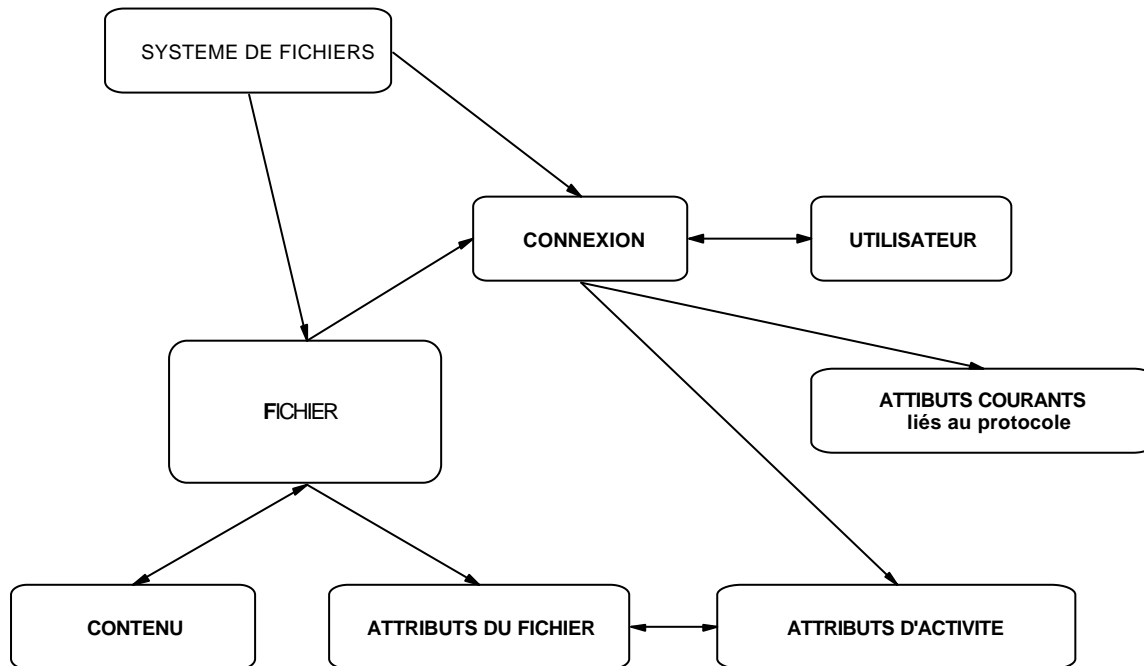 SYSTEME DE FICHIERS
CONNEXION
UTILISATEUR
FICHIER
ATTIBUTS COURANTS
liés au protocole
CONTENU
ATTRIBUTS DU FICHIER
ATTRIBUTS D'ACTIVITE